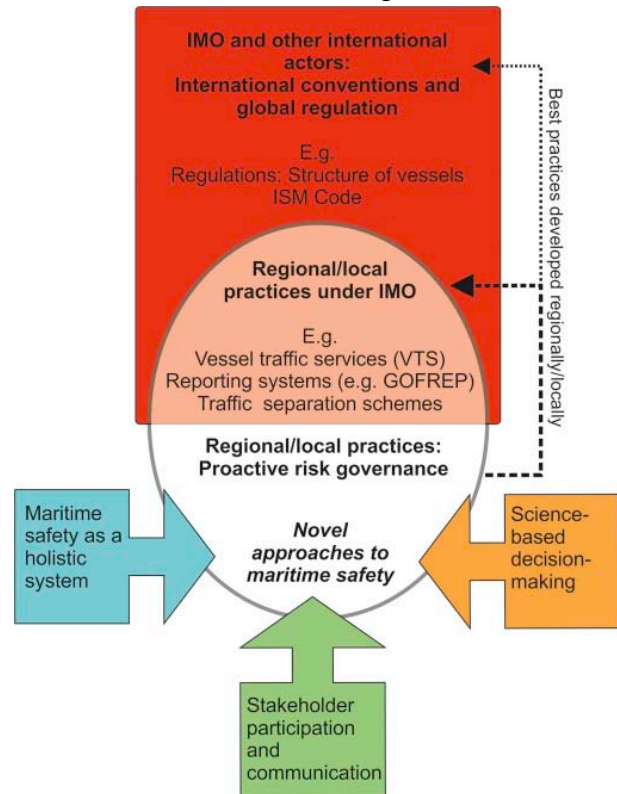 IMO and other international
actors:
International conventions and
global regulation
E.g.
Regulations: Structure of vessels
ISM Code
Best practices developed regionally/locally
Regional/local
practices under IMO
E.g.
Vessel traffic services (VTS)
Reporting systems (e.g. GOFREP)
Traffic separation schemes
Regional/local practices:
Proactive risk governance
Maritime
safety as a
holistic
system
Novel
approaches to
maritime safety
Science-
based
decision-
making
Stakeholder
participation
and
communication